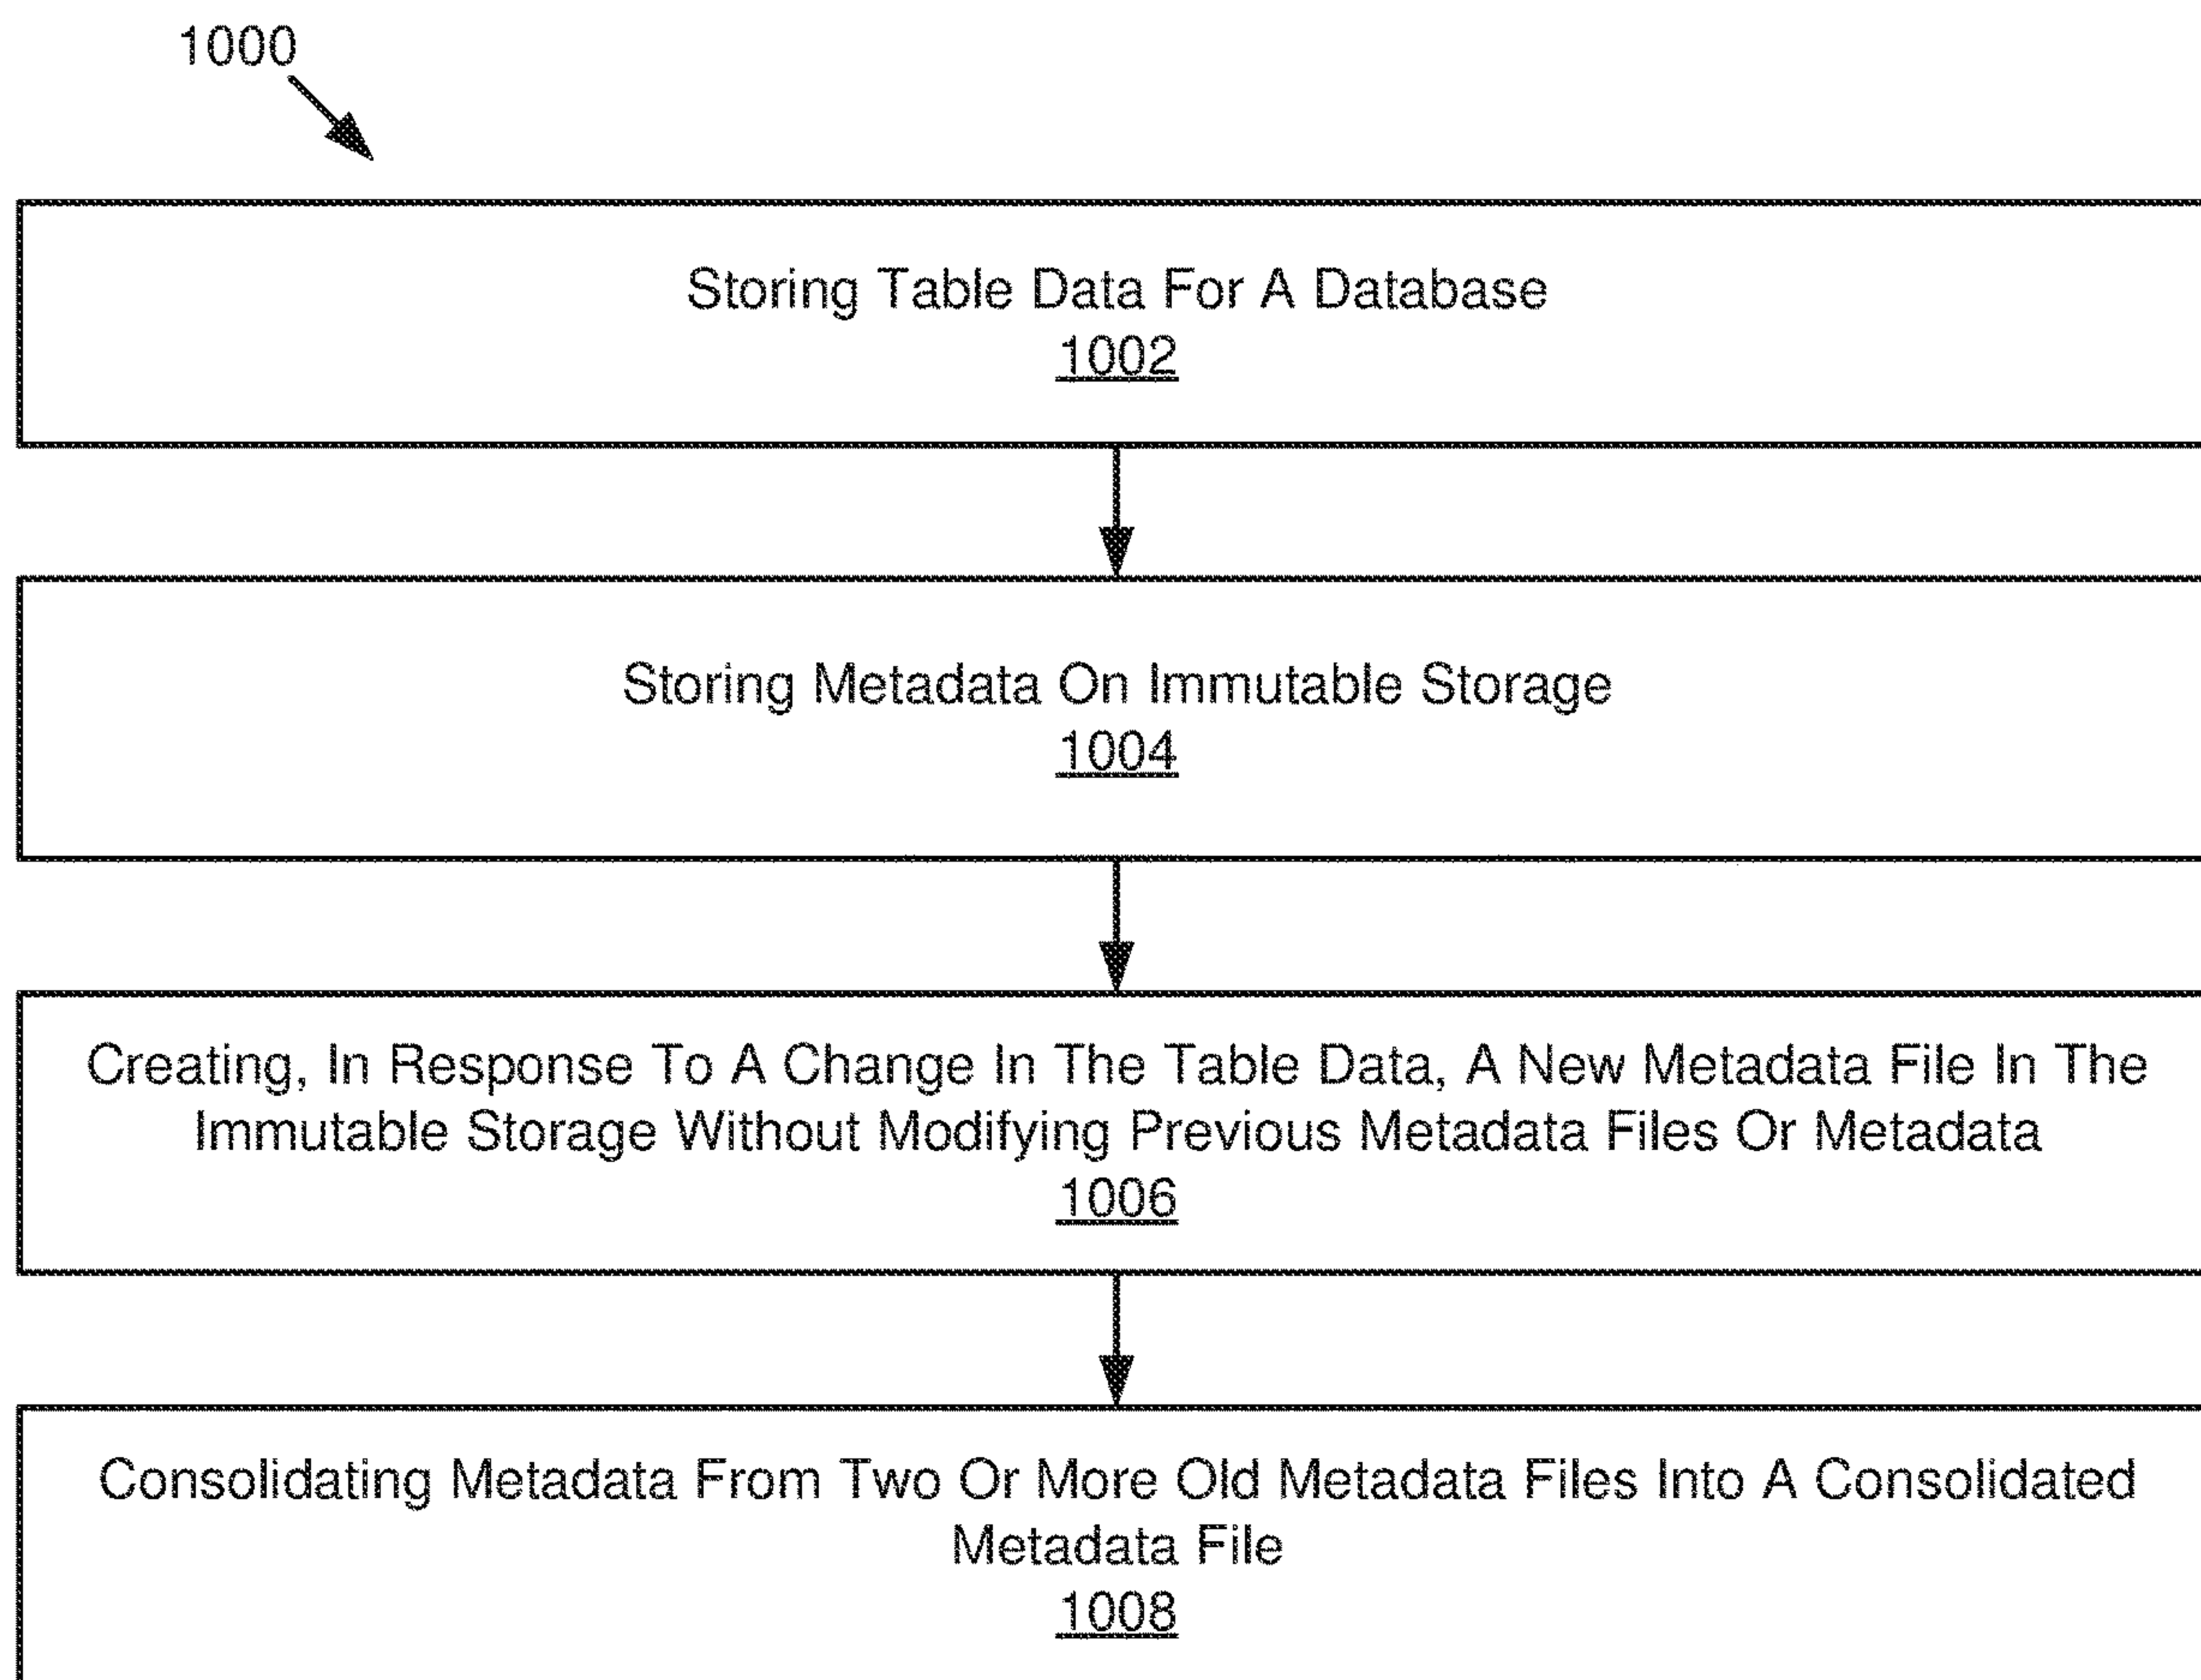 1000
Storing Table Data For A Database
1002
Storing Metadata On Immutable Storage
1004
Creating, In Response To A Change In The Table Data, A New Metadata File In The
Immutable Storage Without Modifying Previous Metadata Files Or Metadata
1006
Consolidating Metadata From Two Or More Old Metadata Files Into A Consolidated
Metadata File
1008